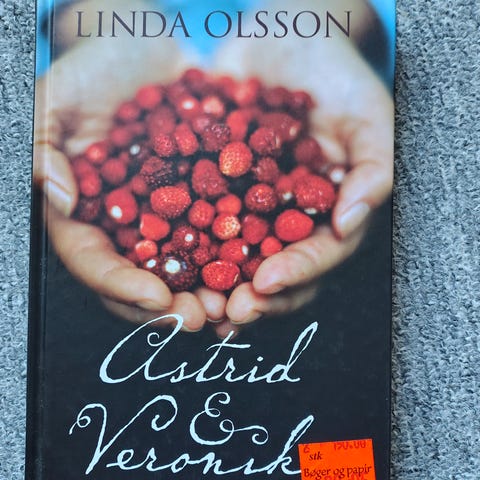 LINDA OLSSON
Astrid
&
Veronik
stk
Bøger og papir